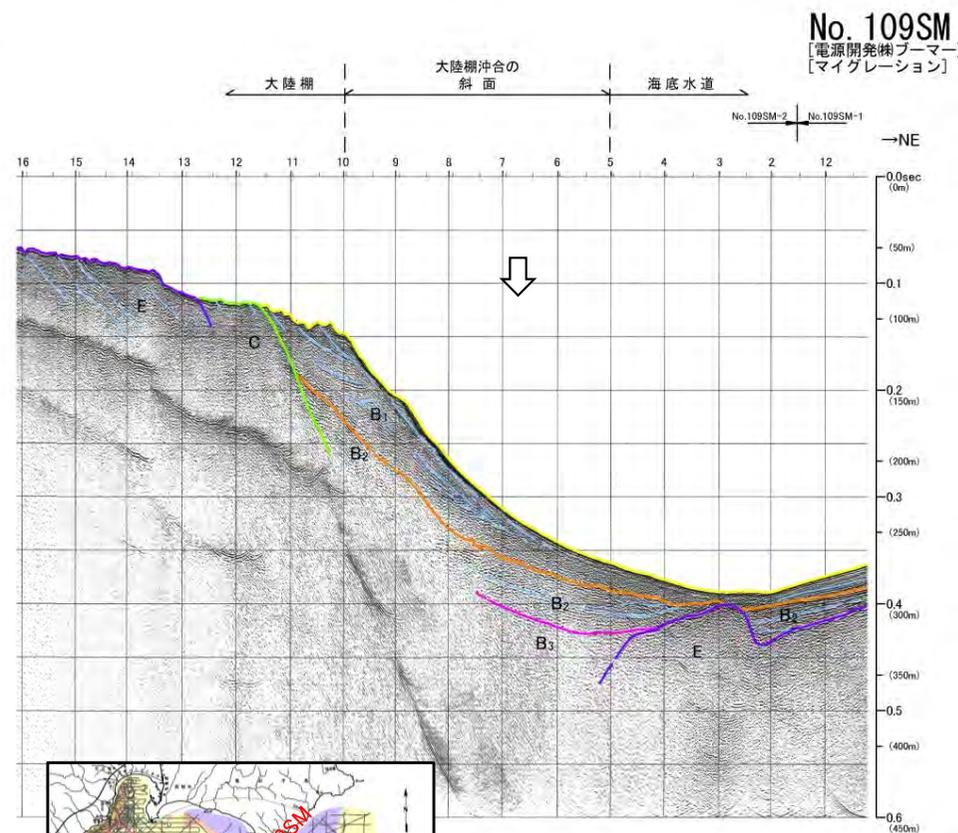 No. 109SM
[電源開発㈱ブーマー]
[マイグレーション]
大陸棚
大陸棚沖合の
斜面
海底水道
No.109SM-2
No.109SM-1
→NE
16 15 14 13 12 11 10 9 8 7 6 5 4 3 2 12
0.0sec
(0m)
(50m)
0.1
(100m)
0.2
(150m)
(200m)
0.3
(250m)
0.4
(300m)
(350m)
0.5
(400m)
0.6
(450m)
E
C
B1
B2
B2
B2
B3
E